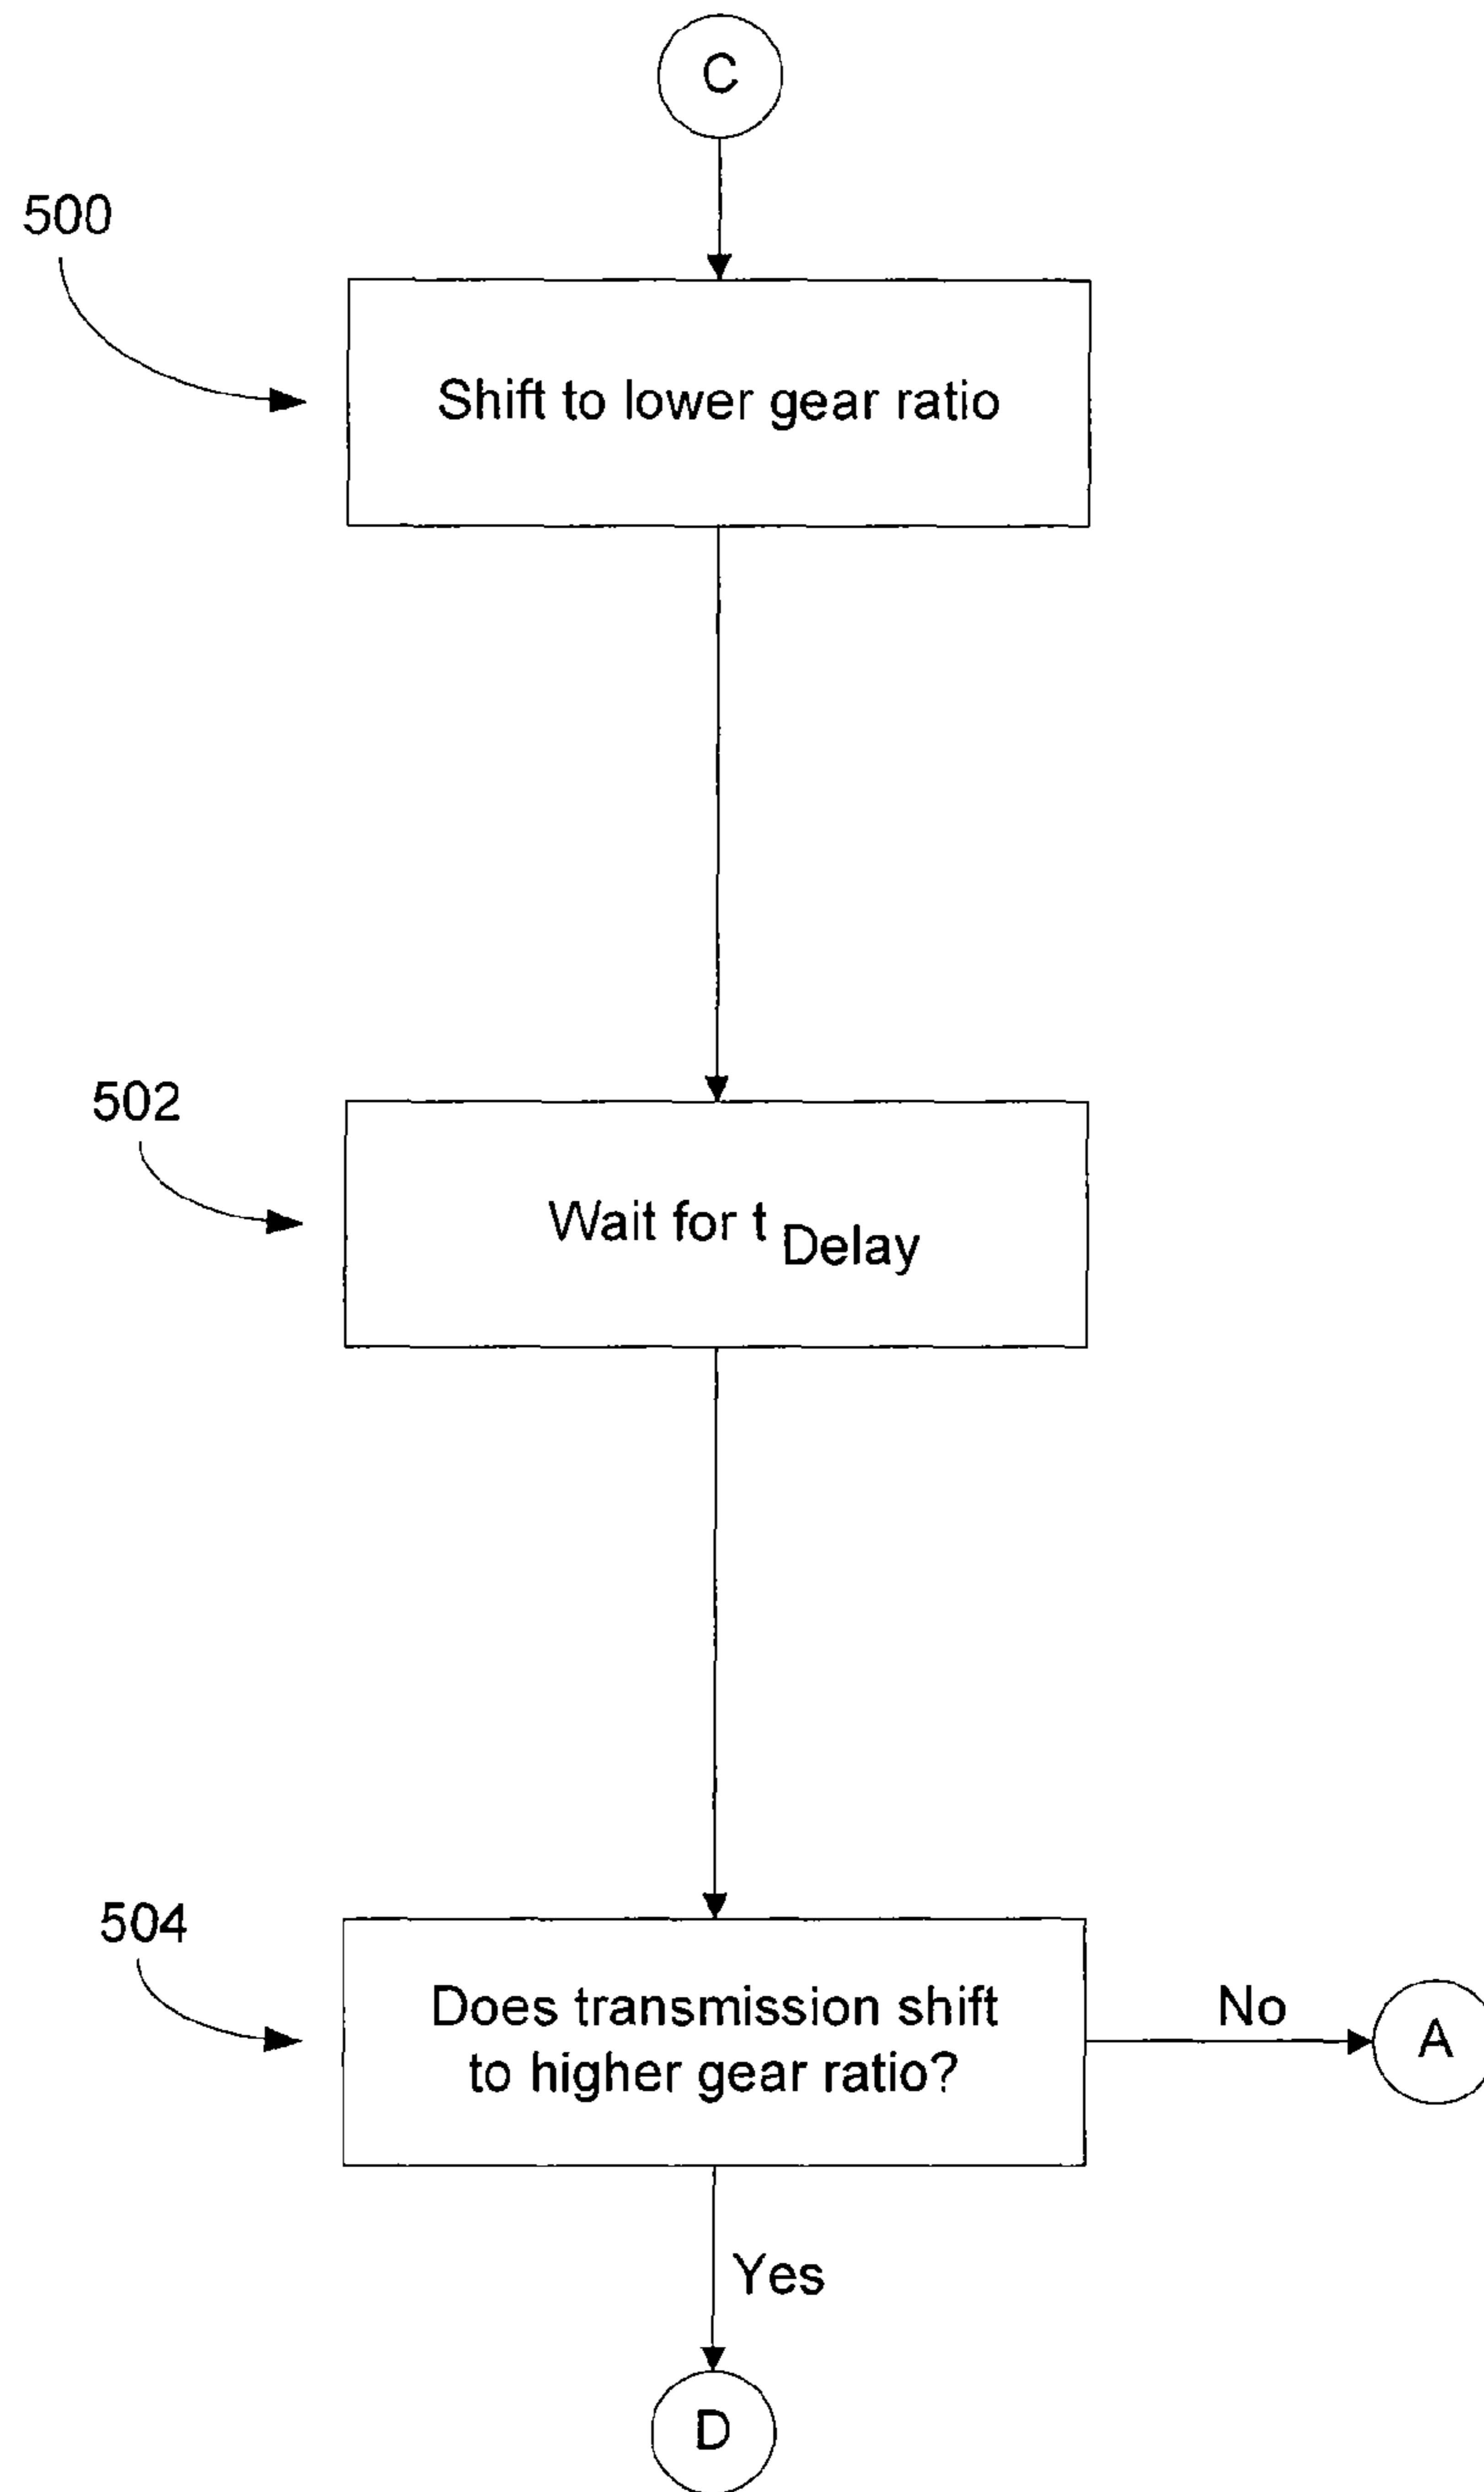 C
500
Shift to lower gear ratio
502
Wait for t Delay
504
Does transmission shift
to higher gear ratio?
No
A
Yes
D